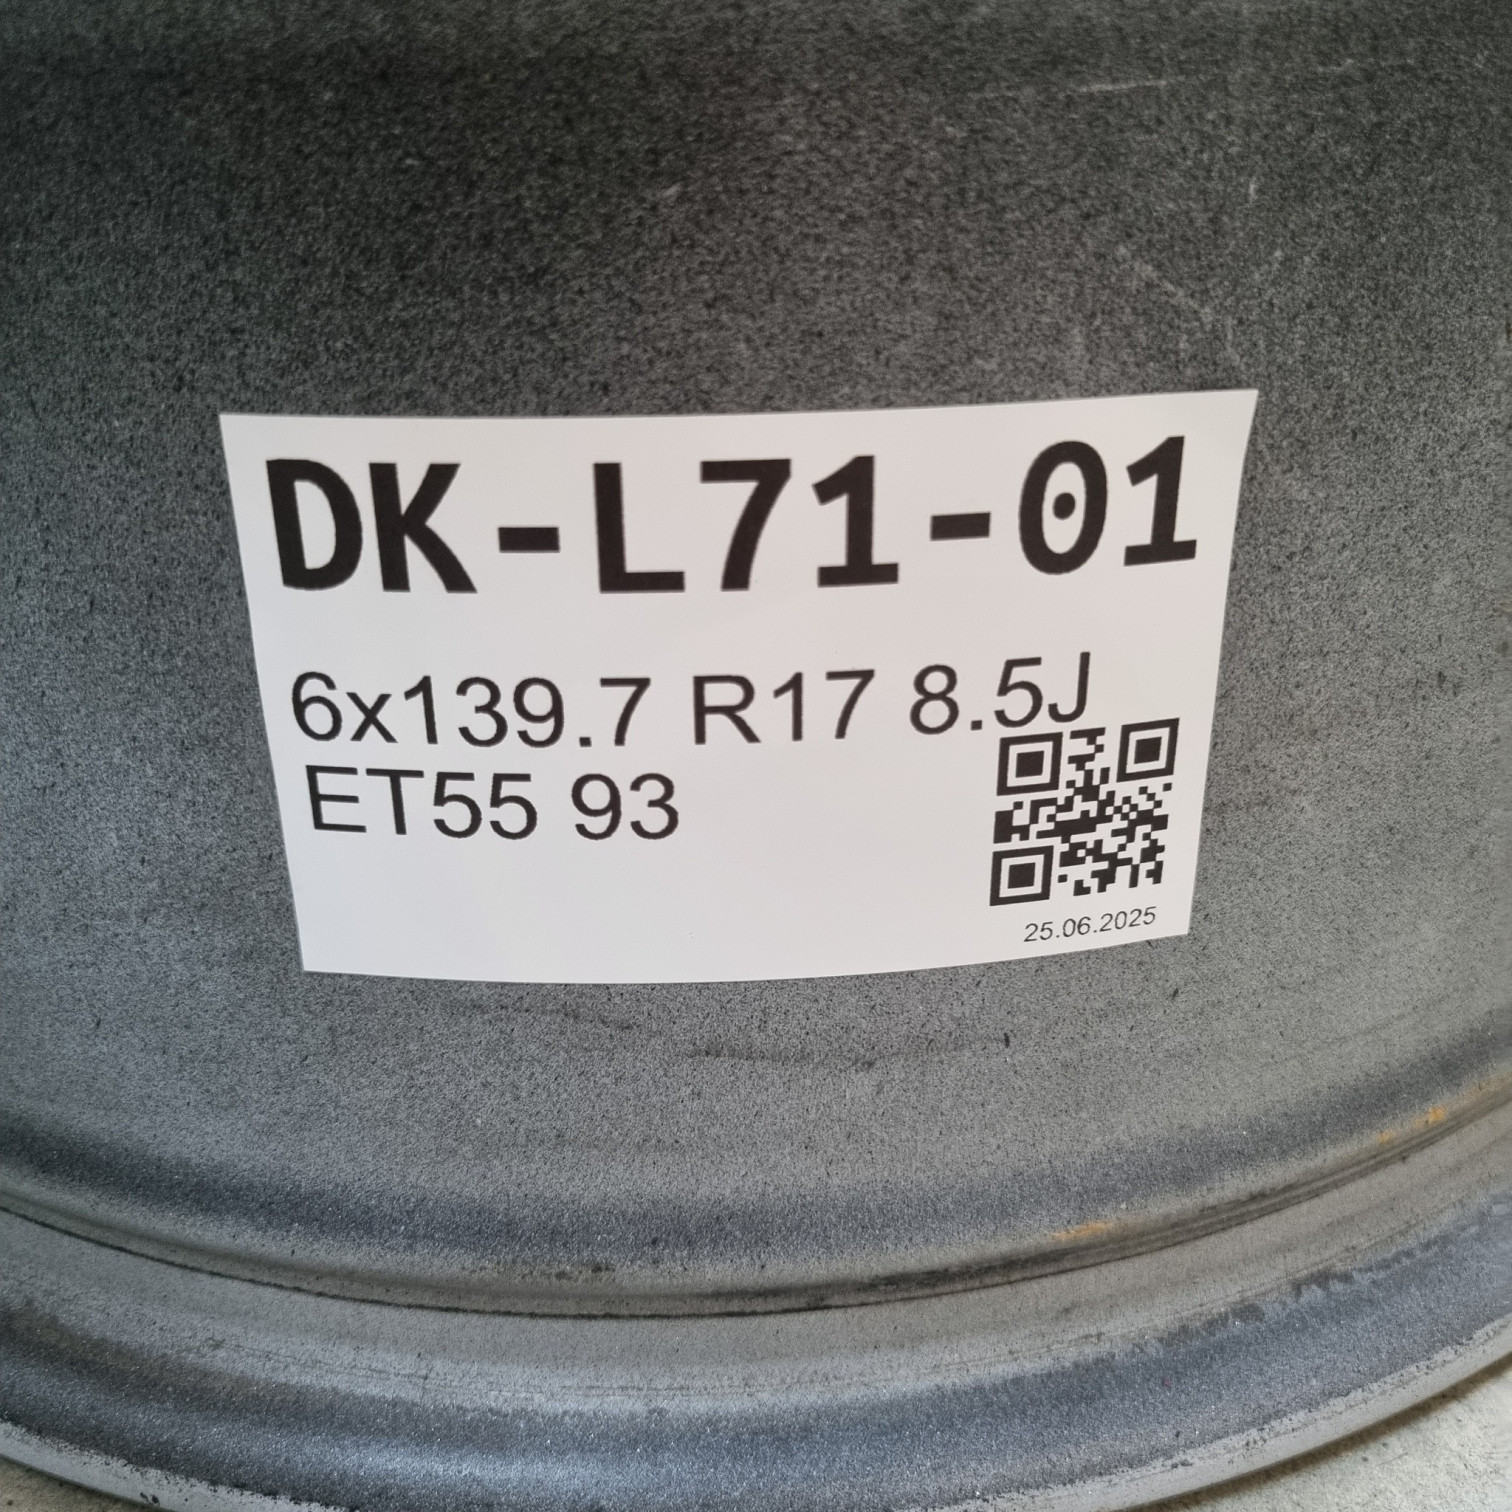 DK-L71-01
6x139.7 R17 8.5J
ET55 93
25.06.2025